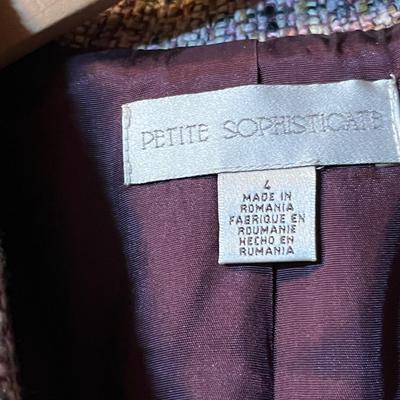 PETITE SOPHISTICATE
4
MADE IN
ROMANIA
FABRIQUE EN
ROUMANIE
HECHO EN
RUMANIA